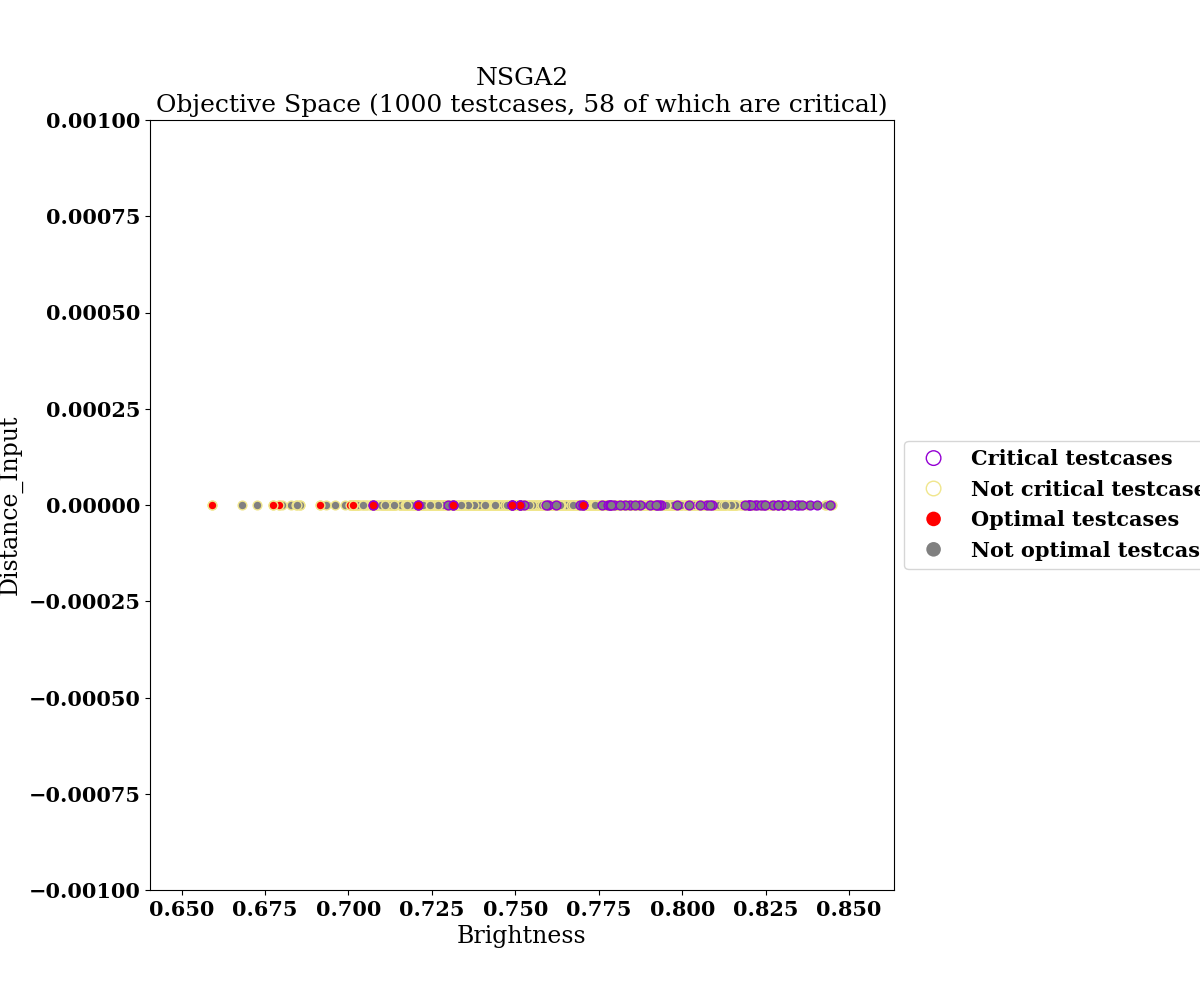 NSGA2
Objective Space (1000 testcases, 58 of which are critical)
0.00100
0.00075
0.00050
0.00025
0.00000
−0.00025
−0.00050
−0.00075
−0.00100
Distance_Input
0.650 0.675 0.700 0.725 0.750 0.775 0.800 0.825 0.850
Brightness
Critical testcases
Not critical testcase
Optimal testcases
Not optimal testcas